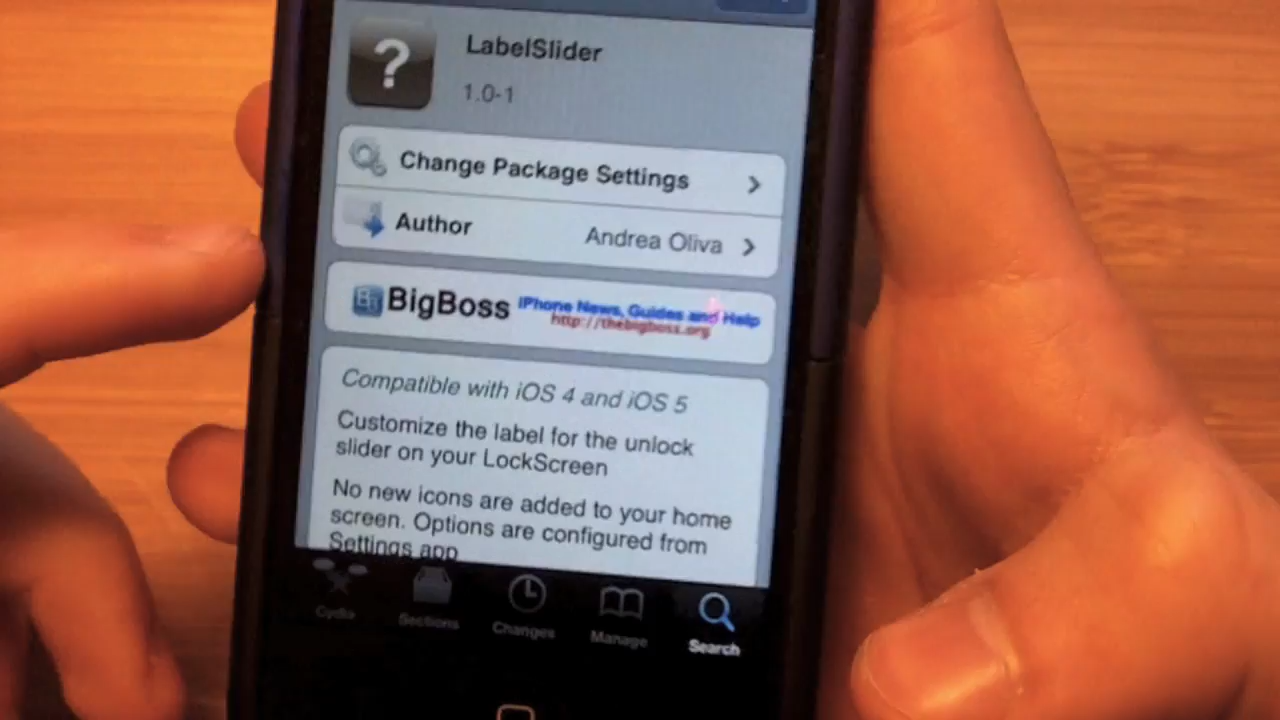 ?
LabelSlider
1.0-1
Change Package Settings
Author Andrea Oliva
BigBoss iPhone News, Guides and Help
http://thebigboss.org
Compatible with iOS 4 and iOS 5
Customize the label for the unlock
slider on your LockScreen
No new icons are added to your home
screen. Options are configured from
Settings app
Cydia Sections Changes Manage Search